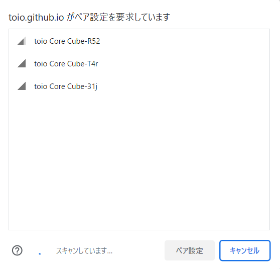 toio.github.io がペア設定を要求しています
toio Core Cube-R52
toio Core Cube-T4r
toio Core Cube-31j
スキャンしています...
ペア設定
キャンセル